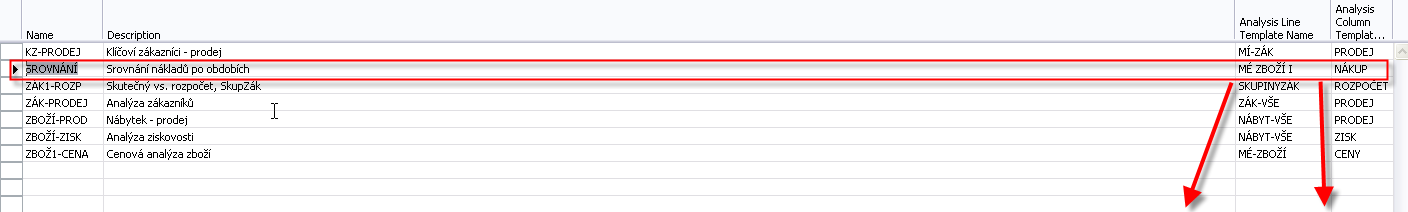 Name Description Analysis Line Template Name Analysis Column Templat...
KZ-PRODEJ Klíčoví zákazníci - prodej MÍ-ZÁK PRODEJ
SROVNÁNÍ Srovnání nákladů po obdobích MÉ ZBOŽÍ I NÁKUP
ZÁK1-ROZP Skutečný vs. rozpočet, SkupZák SKUPINYZÁK ROZPOČET
ZÁK-PRODEJ Analýza zákazníků ZÁK-VŠE PRODEJ
ZBOŽÍ-PROD Nábytek - prodej NÁBYT-VŠE PRODEJ
ZBOŽÍ-ZISK Analýza ziskovosti NÁBYT-VŠE ZISK
ZBOŽ1-CENA Cenová analýza zboží MÉ-ZBOŽÍ CENY